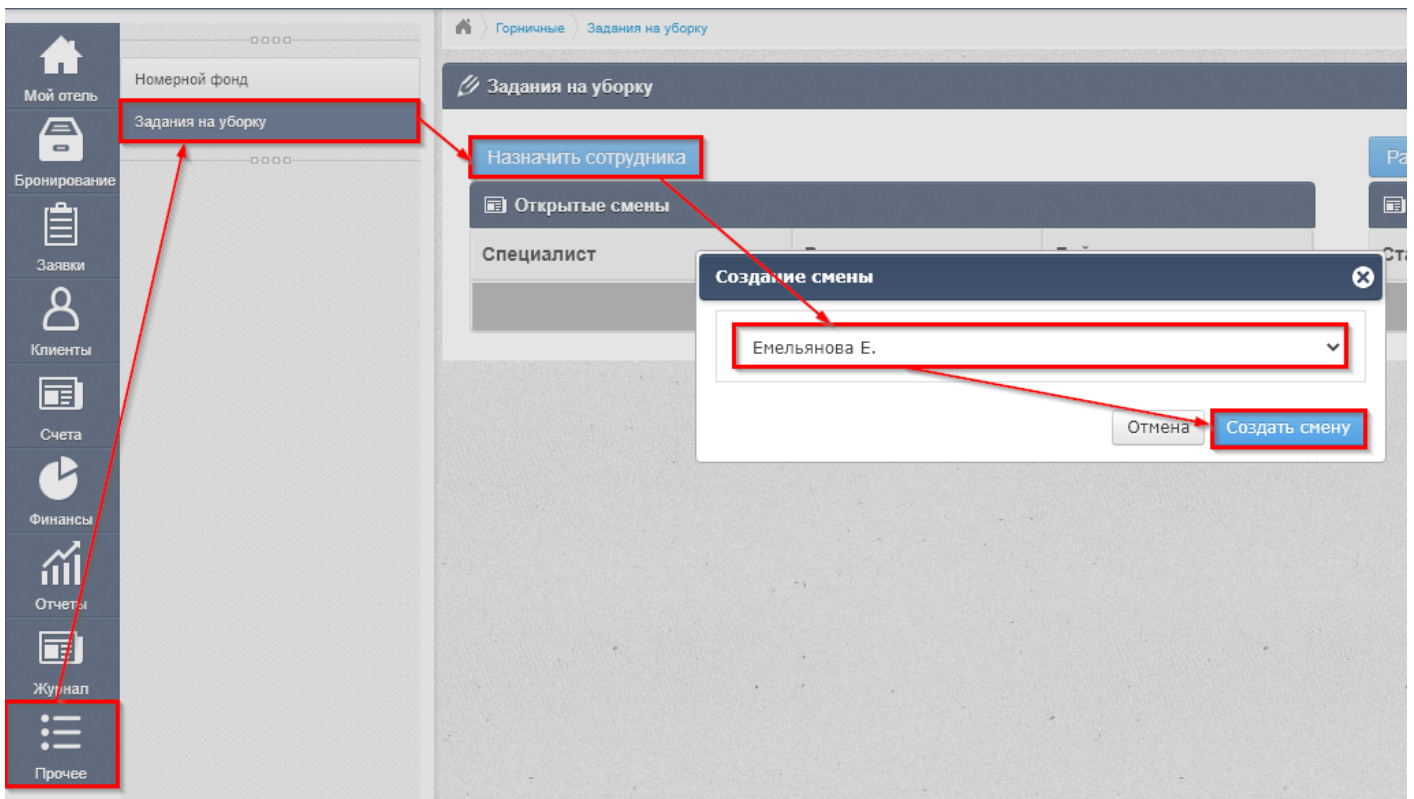 Горничные
Задания на уборку
Мой отель
Бронирование
Заявки
Клиенты
Счета
Финансы
Отчеты
Журнал
Прочее
Номерной фонд
Задания на уборку
Задания на уборку
Назначить сотрудника
Открытые смены
Специалист
Создание смены
Емельянова Е.
Отмена
Создать смену